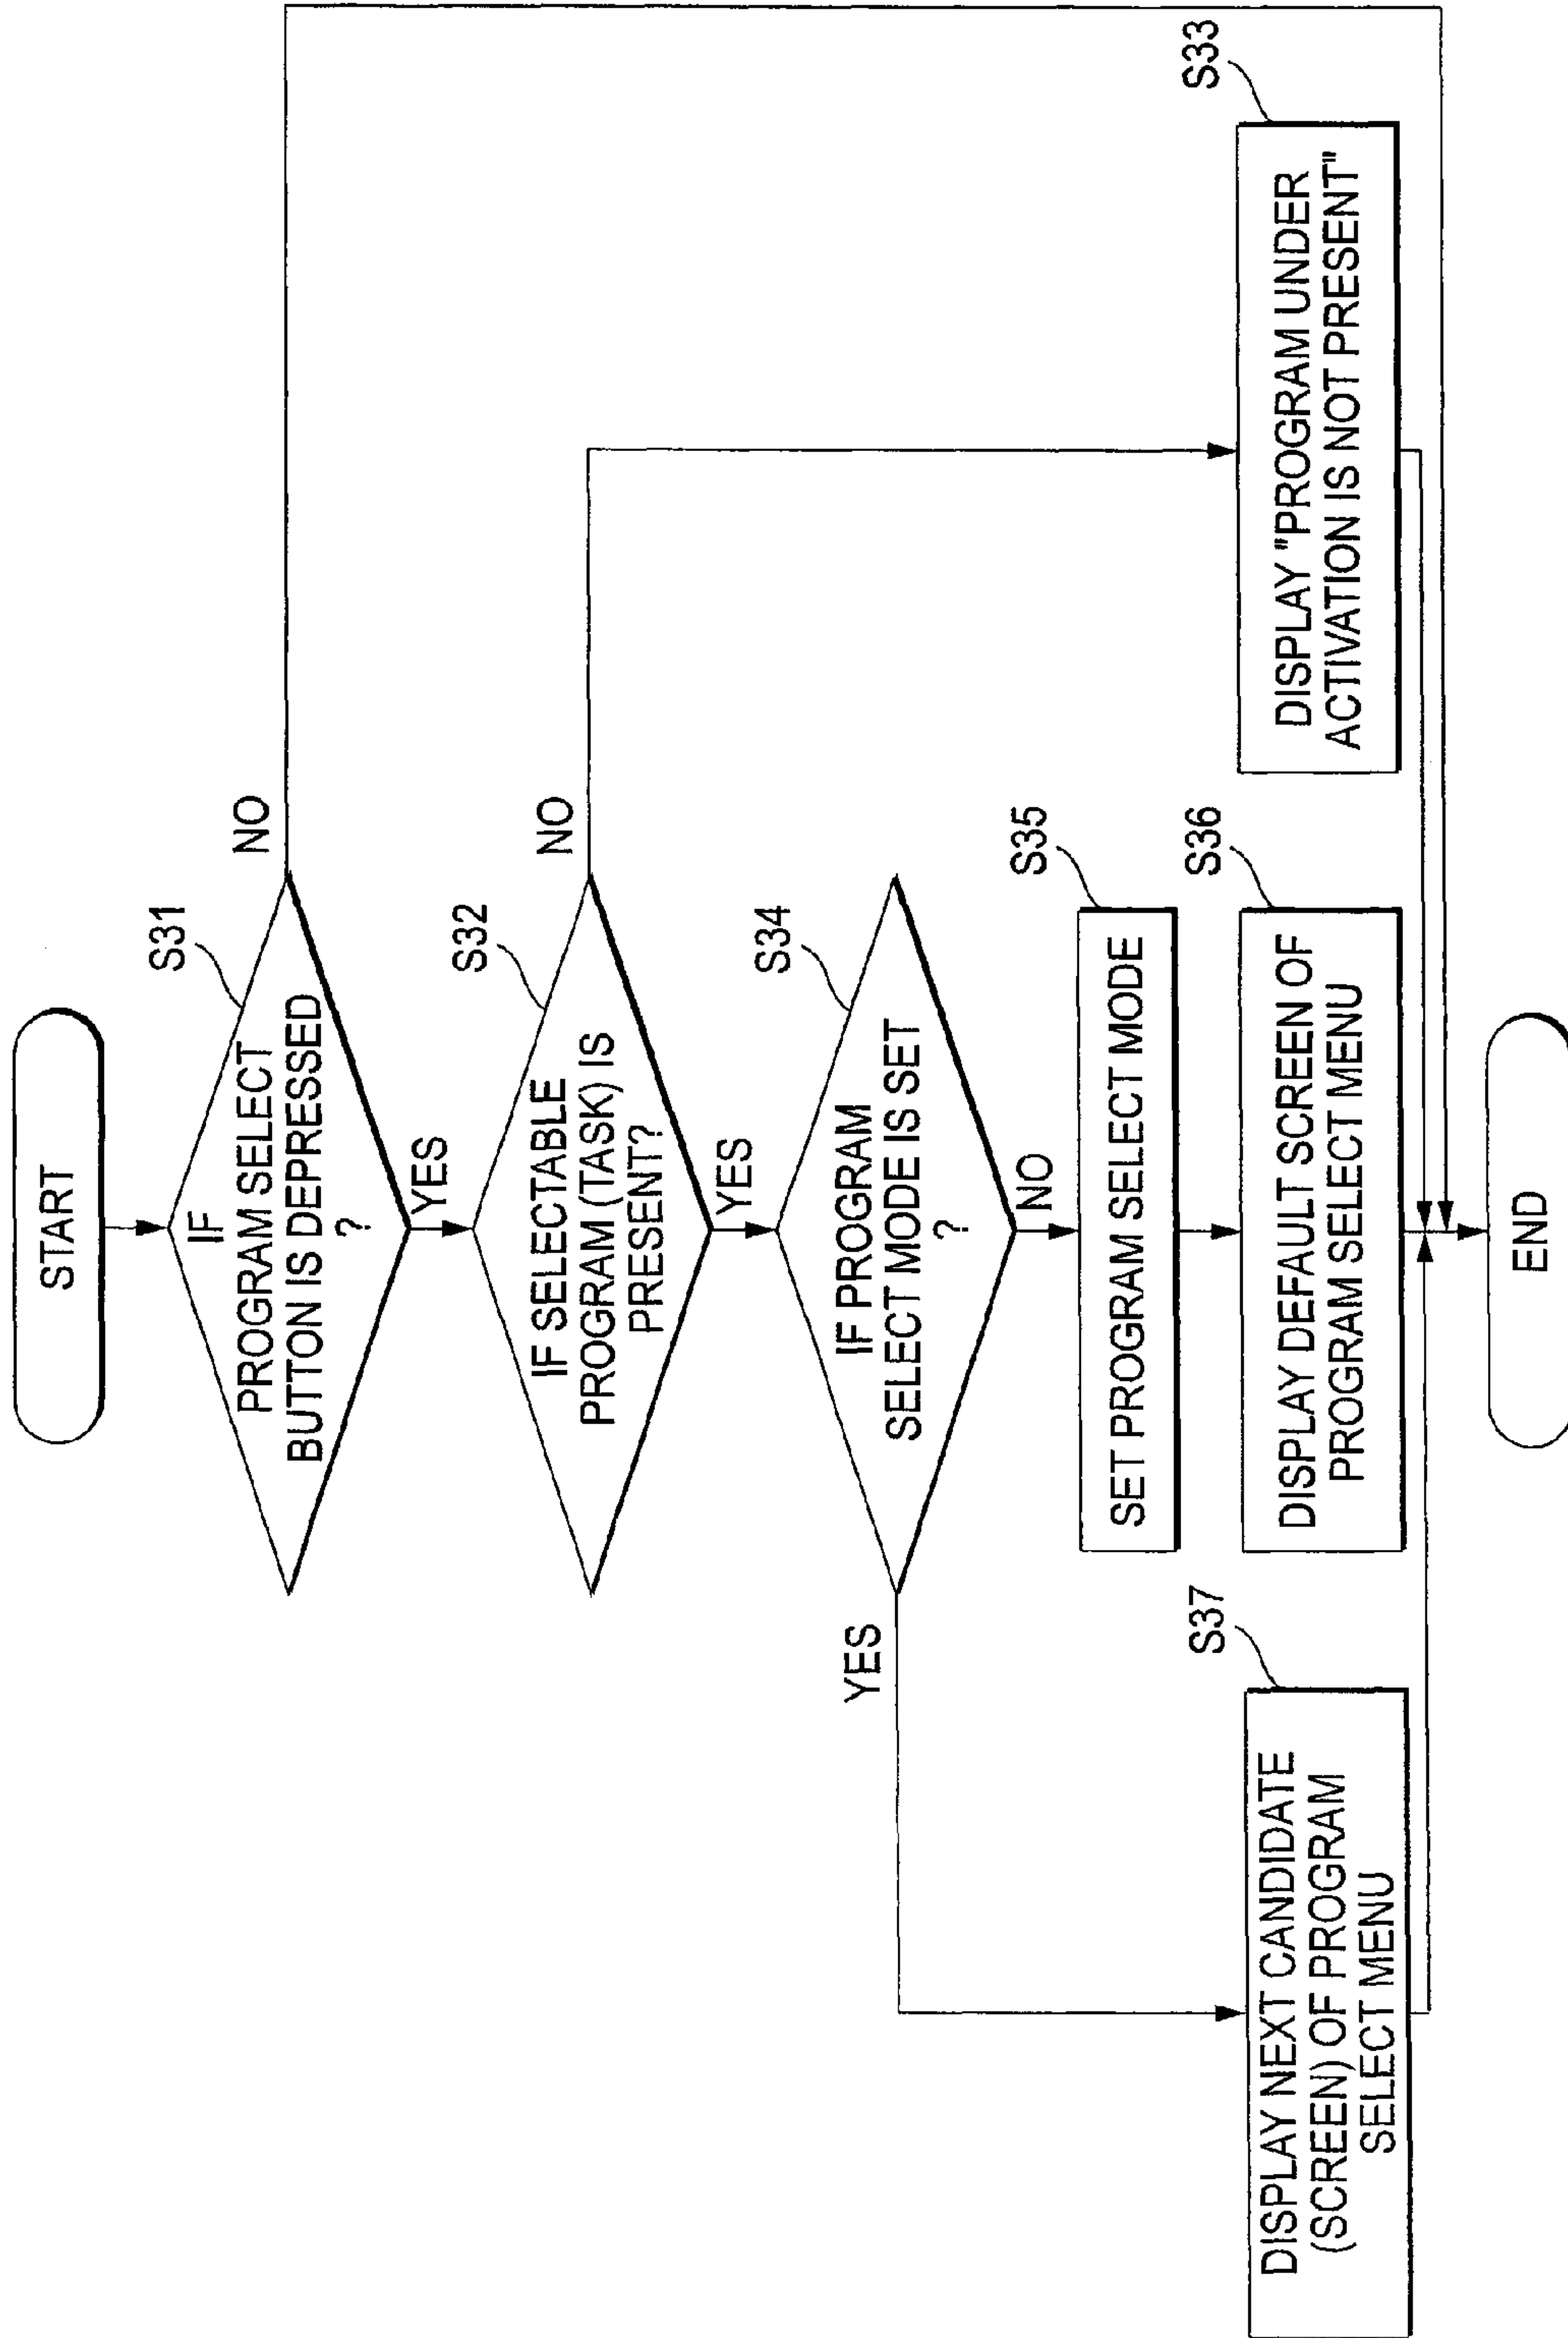 START
S31
IF
PROGRAM SELECT
BUTTON IS DEPRESSED
?
NO
YES
S32
IF SELECTABLE
PROGRAM (TASK) IS
PRESENT?
NO
YES
S34
IF PROGRAM
SELECT MODE IS SET
?
YES
NO
S35
SET PROGRAM SELECT MODE
S37
DISPLAY NEXT CANDIDATE
(SCREEN) OF PROGRAM
SELECT MENU
S36
DISPLAY DEFAULT SCREEN OF
PROGRAM SELECT MENU
S33
DISPLAY "PROGRAM UNDER
ACTIVATION IS NOT PRESENT"
END